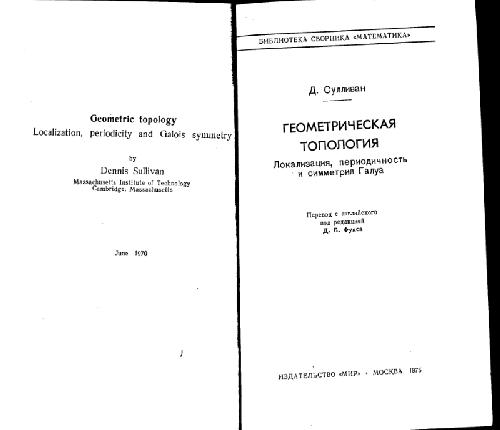 Geometric topology
Localization, periodicity and Galois symmetry
by
Dennis Sullivan
Massachusetts Institute of Technology
Cambridge, Massachusetts
June 1970
БИБЛИОТЕКА СБОРНИКА «МАТЕМАТИКА»
Д. Сулливан
ГЕОМЕТРИЧЕСКАЯ
ТОПОЛОГИЯ
Локализация, периодичность
и симметрия Галуа
Перевод с английского
под редакцией
Д. Б. Фукса
ИЗДАТЕЛЬСТВО «МИР» · МОСКВА 1975